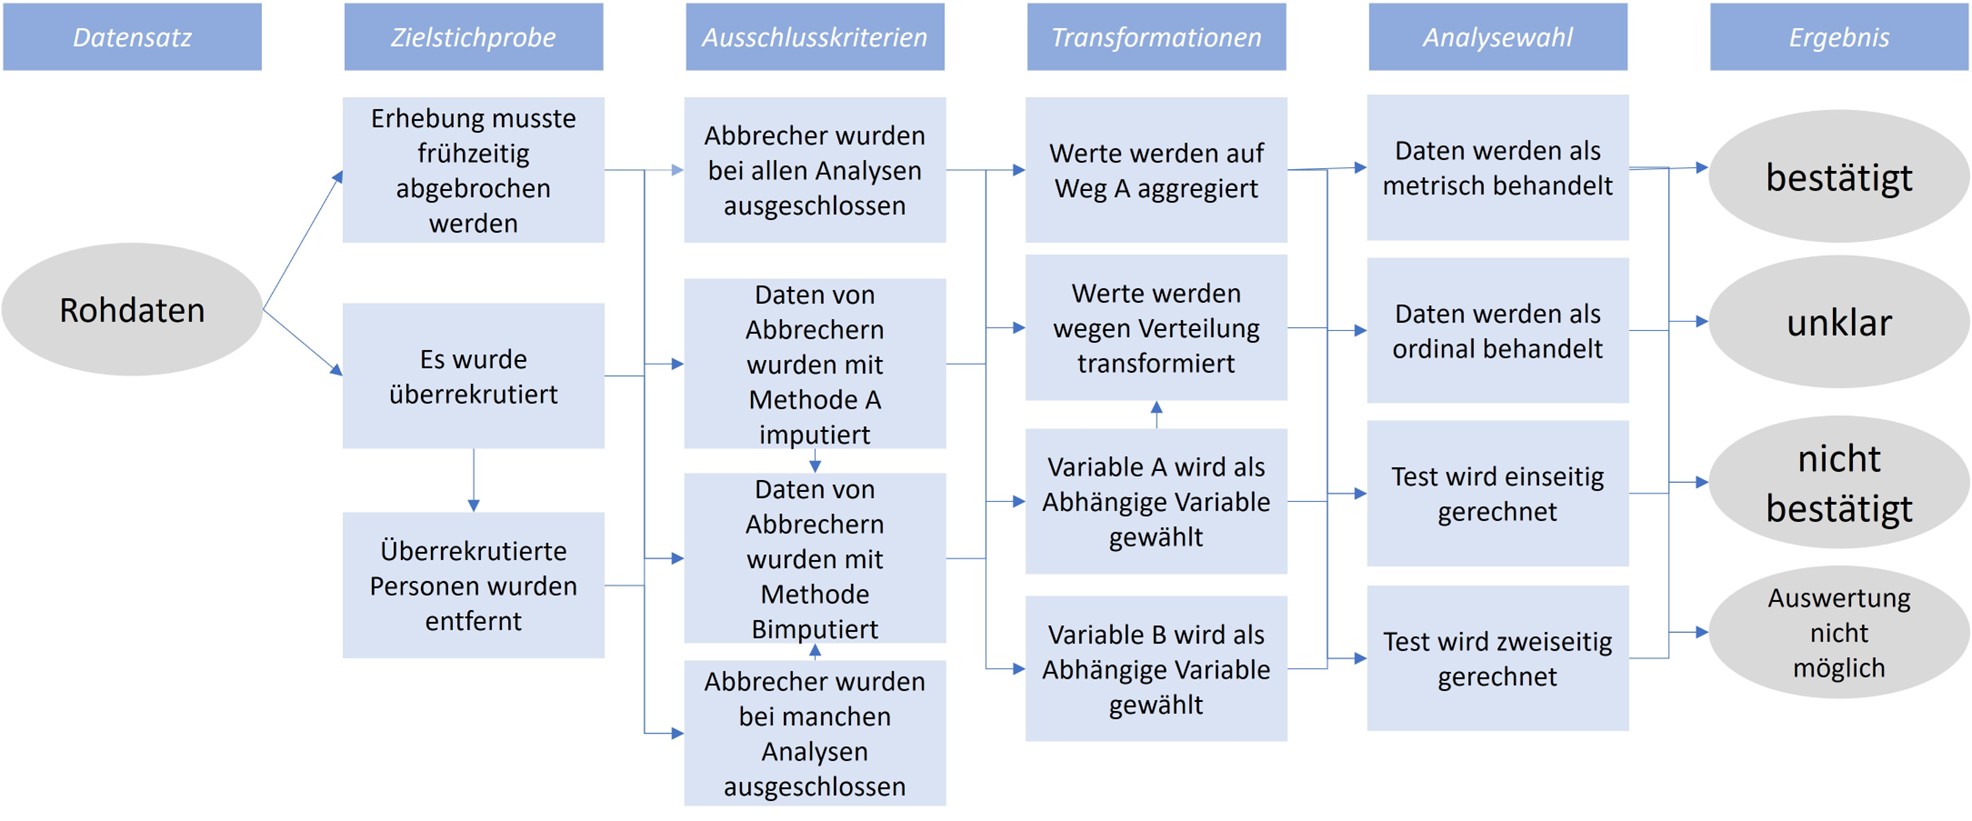 Datensatz
Zielstichprobe
Ausschlusskriterien
Transformationen
Analysewahl
Ergebnis
Rohdaten
Erhebung musste
frühzeitig
abgebrochen
werden
Es wurde
überrekrutiert
Überrekrutierte
Personen wurden
entfernt
Abbrecher wurden
bei allen Analysen
ausgeschlossen
Daten von
Abbrechern
wurden mit
Methode A
imputiert
Daten von
Abbrechern
wurden mit
Methode
Bimputiert
Abbrecher wurden
bei manchen
Analysen
ausgeschlossen
Werte werden auf
Weg A aggregiert
Werte werden
wegen Verteilung
transformiert
Variable A wird als
Abhängige Variable
gewählt
Variable B wird als
Abhängige Variable
gewählt
Daten werden als
metrisch behandelt
Daten werden als
ordinal behandelt
Test wird einseitig
gerechnet
Test wird zweiseitig
gerechnet
bestätigt
unklar
nicht
bestätigt
Auswertung
nicht
möglich